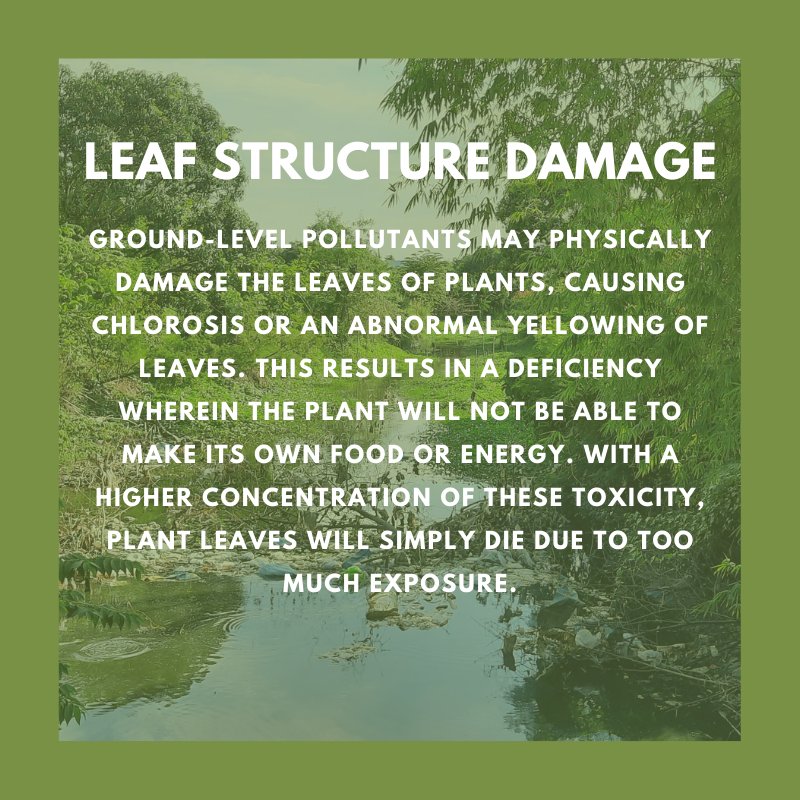 LEAF STRUCTURE DAMAGE
GROUND-LEVEL POLLUTANTS MAY PHYSICALLY
DAMAGE THE LEAVES OF PLANTS, CAUSING
CHLOROSIS OR AN ABNORMAL YELLOWING OF
LEAVES. THIS RESULTS IN A DEFICIENCY
WHEREIN THE PLANT WILL NOT BE ABLE TO
MAKE ITS OWN FOOD OR ENERGY. WITH A
HIGHER CONCENTRATION OF THESE TOXICITY,
PLANT LEAVES WILL SIMPLY DIE DUE TO TOO
MUCH EXPOSURE.